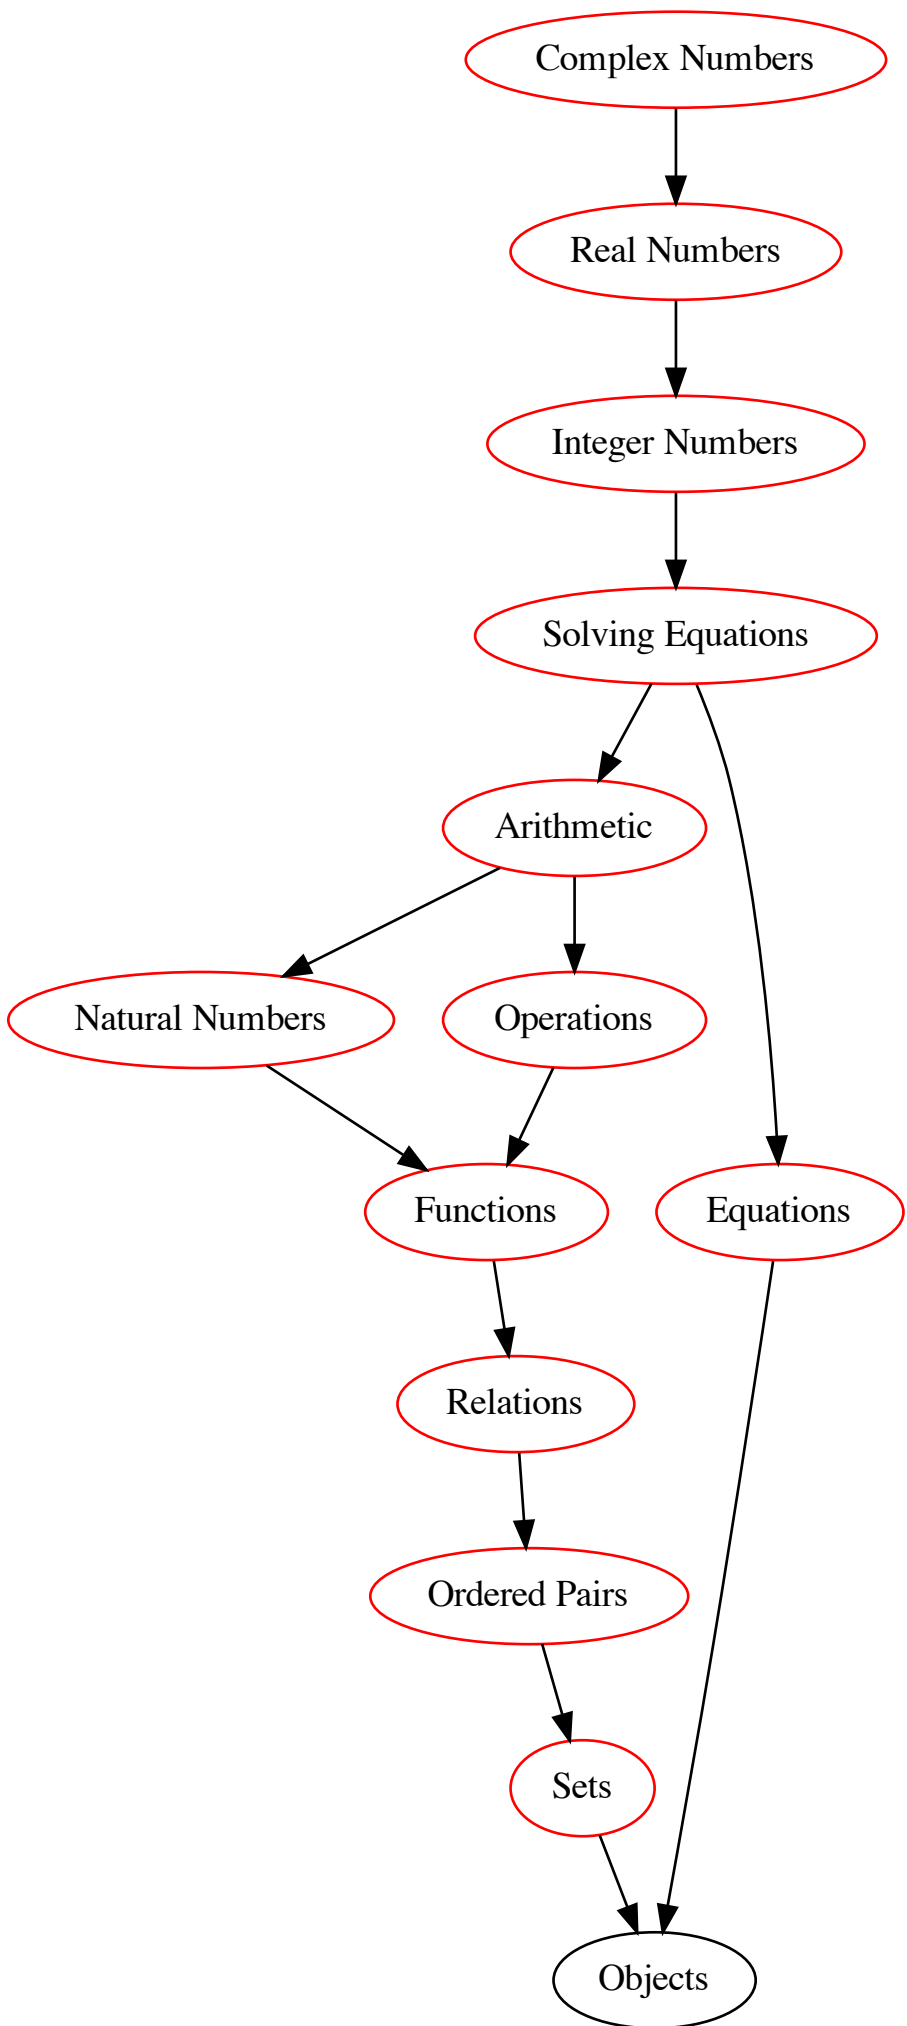 Complex Numbers
Real Numbers
Integer Numbers
Solving Equations
Arithmetic
Natural Numbers
Operations
Functions
Equations
Relations
Ordered Pairs
Sets
Objects